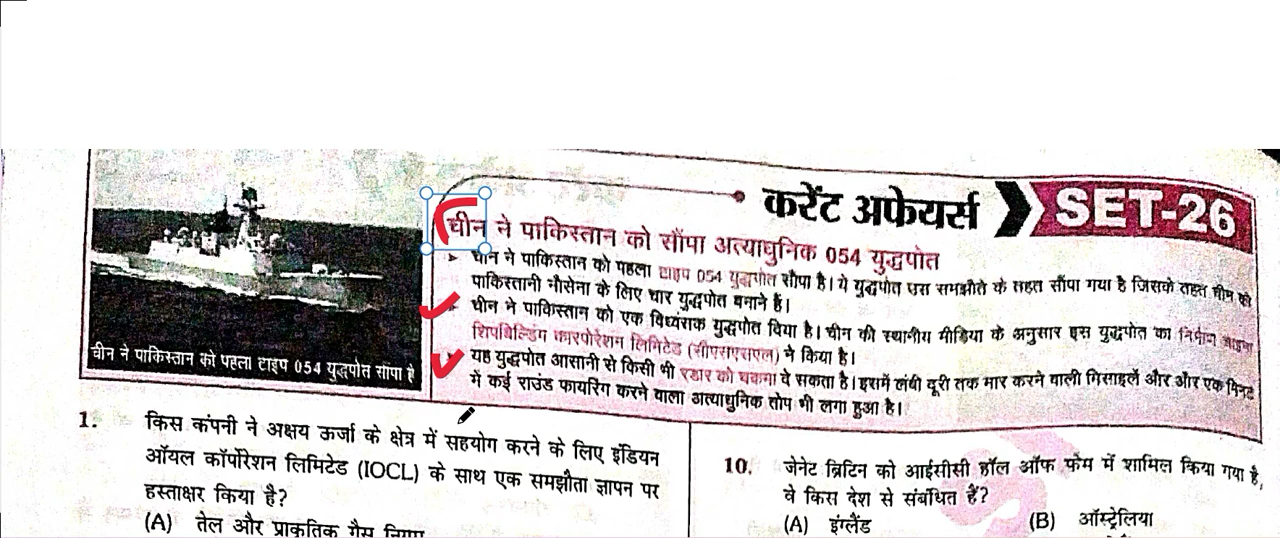 करेंट अफेयर्स SET-26
चीन ने पाकिस्तान को सौंपा अत्याधुनिक 054 युद्धपोत
चीन ने पाकिस्तान को पहला टाइप 054 युद्धपोत सौंपा है। ये युद्धपोत उस समझौते के तहत सौंपा गया है जिसके तहत चीन को
पाकिस्तानी नौसेना के लिए चार युद्धपोत बनाने हैं।
चीन ने पाकिस्तान को एक विध्वंसक युद्धपोत दिया है। चीन की स्थानीय मीडिया के अनुसार इस युद्धपोत का निर्माण चाइना
शिपबिल्डिंग कारपोरेशन लिमिटेड (सीएसएसएल) ने किया है।
यह युद्धपोत आसानी से किसी भी रडार को चकमा दे सकता है। इसमें लंबी दूरी तक मार करने वाली मिसाइलें और और एक मिनट
में कई राउंड फायरिंग करने वाला अत्याधुनिक तोप भी लगा हुआ है।
चीन ने पाकिस्तान को पहला टाइप 054 युद्धपोत सौंपा है
1. किस कंपनी ने अक्षय ऊर्जा के क्षेत्र में सहयोग करने के लिए इंडियन
ऑयल कॉर्पोरेशन लिमिटेड (IOCL) के साथ एक समझौता ज्ञापन पर
हस्ताक्षर किया है?
(A) तेल और प्राकृतिक गैस निगम
10. जेनेट ब्रिटिन को आईसीसी हॉल ऑफ फेम में शामिल किया गया है,
वे किस देश से संबंधित हैं?
(A) इंग्लैंड (B) ऑस्ट्रेलिया